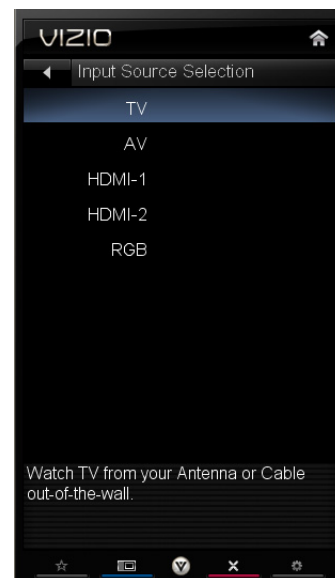 VIZIO
Input Source Selection
TV
AV
HDMI-1
HDMI-2
RGB
Watch TV from your Antenna or Cable
out-of-the-wall.